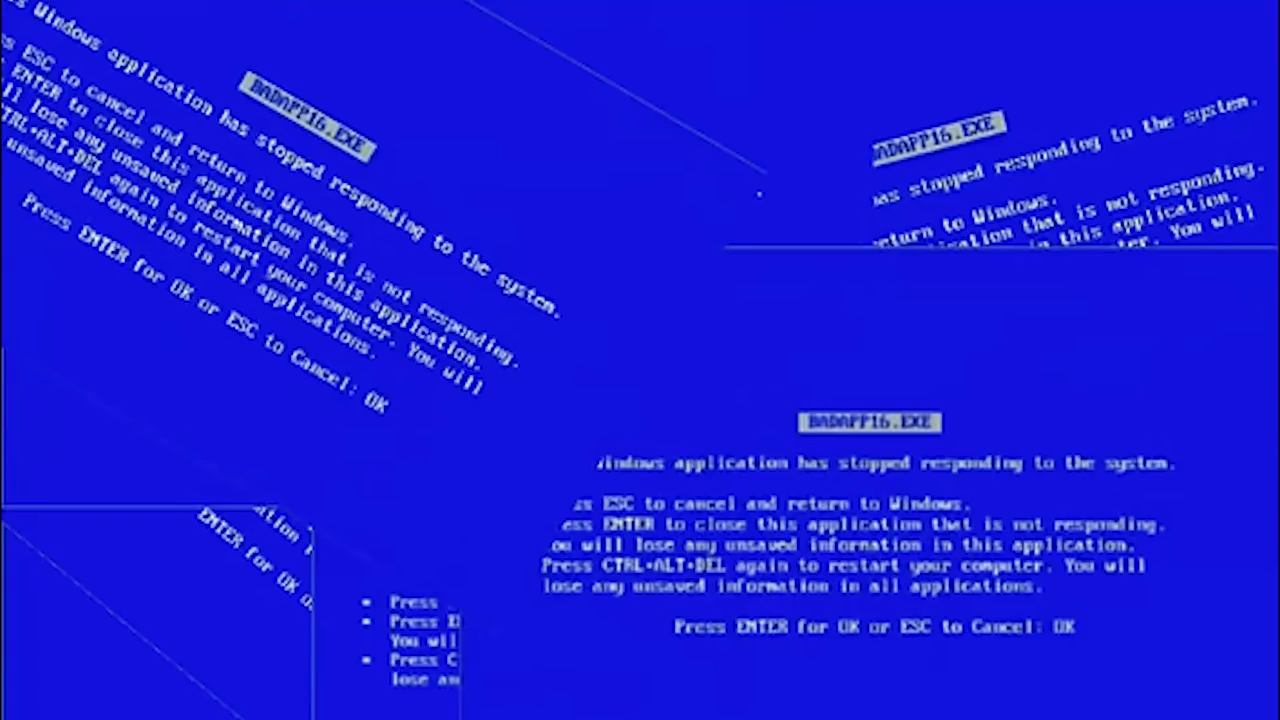 BADAPP16.EXE
Windows application has stopped responding to the system.
ESC to cancel and return to Windows.
ENTER to close this application that is not responding.
lose any unsaved information in this application.
CTRL+ALT+DEL again to restart your computer. You will
unsaved information in all applications.
Press ENTER for OK or ESC to Cancel: OK
ADAPP16.EXE
has stopped responding to the system.
return to Windows.
that is not responding.
in this application.
You will
BADAPP16.EXE
Windows application has stopped responding to the system.
ESC to cancel and return to Windows.
ess ENTER to close this application that is not responding.
ou will lose any unsaved information in this application.
Press CTRL+ALT+DEL again to restart your computer. You will
lose any unsaved information in all applications.
Press ENTER for OK or ESC to Cancel: OK
ENTER for OK
• Press
• Press E
You will
• Press C
lose an